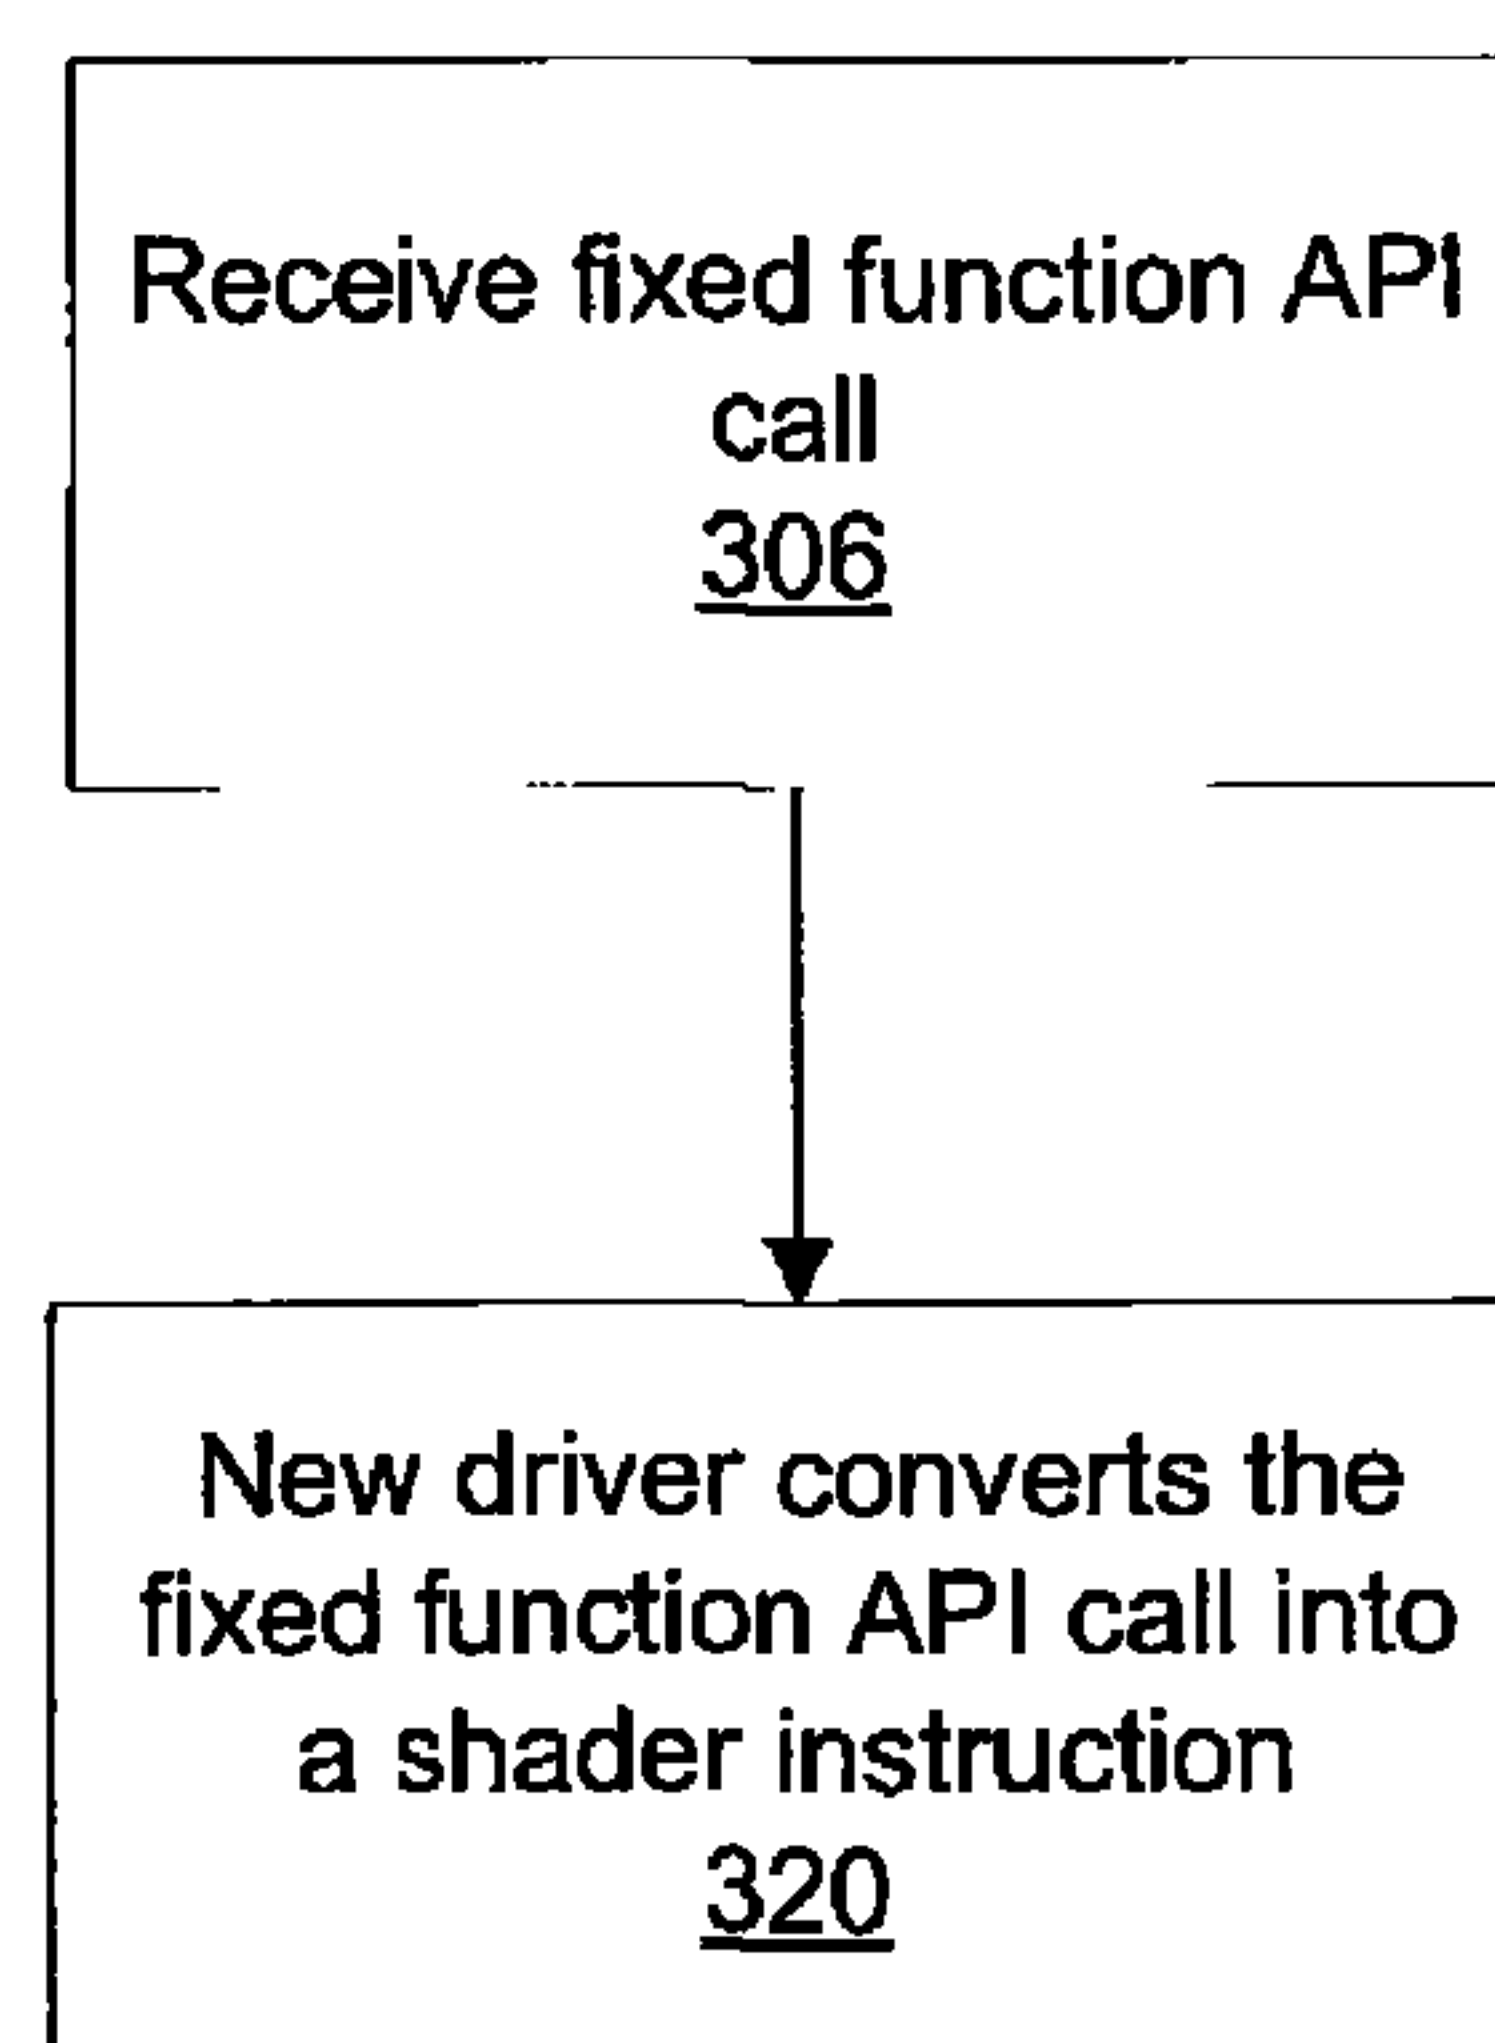 Receive fixed function API
call
306
New driver converts the
fixed function API call into
a shader instruction
320